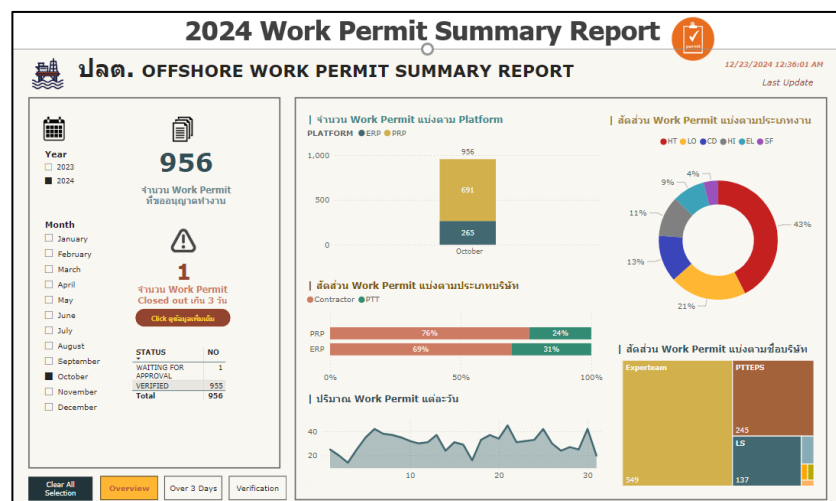 2024 Work Permit Summary Report
permit
ปลต. OFFSHORE WORK PERMIT SUMMARY REPORT
12/23/2024 12:36:01 AM
Last Update
Year
2023
2024
Month
January
February
March
April
May
June
July
August
September
October
November
December
956
จำนวน Work Permit
ที่ขออนุญาตทำงาน
1
จำนวน Work Permit
Closed out เกิน 3 วัน
Click ดูข้อมูลเพิ่มเติม
STATUS NO
WAITING FOR 1
APPROVAL
VERIFIED 955
Total 956
| จำนวน Work Permit แบ่งตาม Platform
PLATFORM ERP PRP
956
1,000
691
500
265
0
October
| สัดส่วน Work Permit แบ่งตามประเภทบริษัท
Contractor PTT
PRP 76% 24%
ERP 69% 31%
0% 50% 100%
| ปริมาณ Work Permit แต่ละวัน
40
20
10 20 30
| สัดส่วน Work Permit แบ่งตามประเภทงาน
HT LO CD HI EL SF
4%
9%
11%
43%
13%
21%
| สัดส่วน Work Permit แบ่งตามชื่อบริษัท
Experteam PTTEPS
245
LS
549 137
Clear All
Selection
Overview Over 3 Days Verification